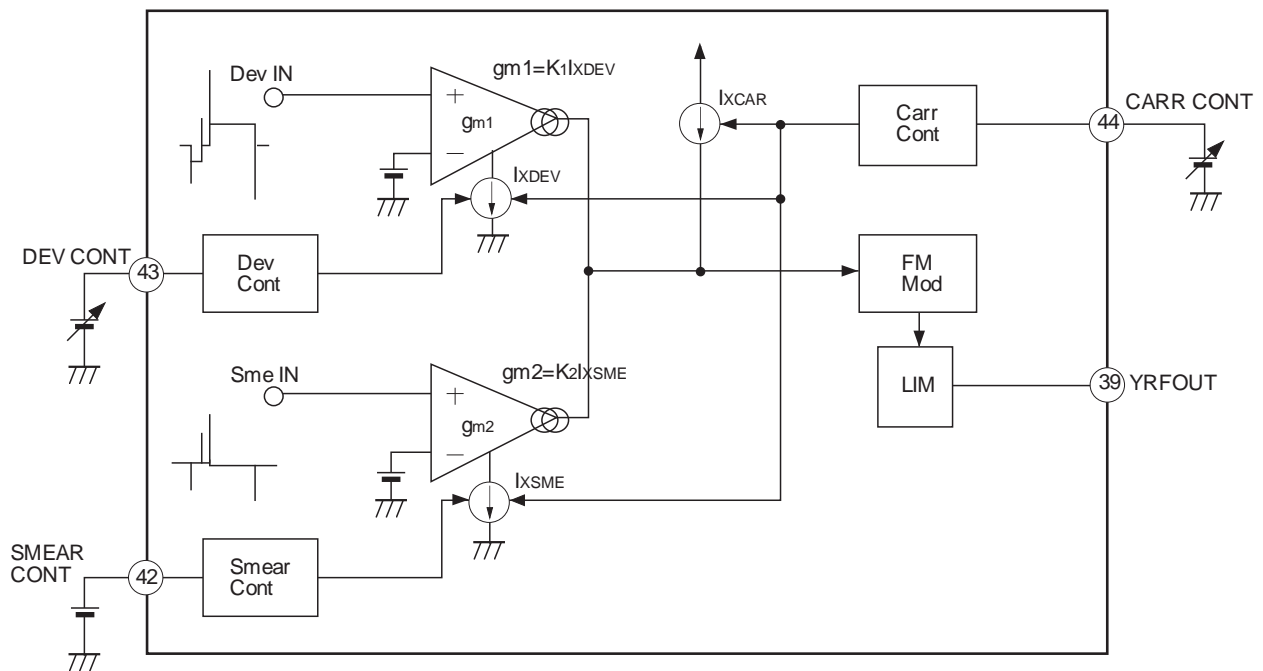 Dev IN
gm1=K1IXDEV
+
gm1
−
IXDEV
IXCAR
Carr
Cont
44
CARR CONT
DEV CONT
43
Dev
Cont
FM
Mod
Sme IN
gm2=K2IXSME
+
gm2
−
IXSME
LIM
39
YRFOUT
SMEAR
CONT
42
Smear
Cont